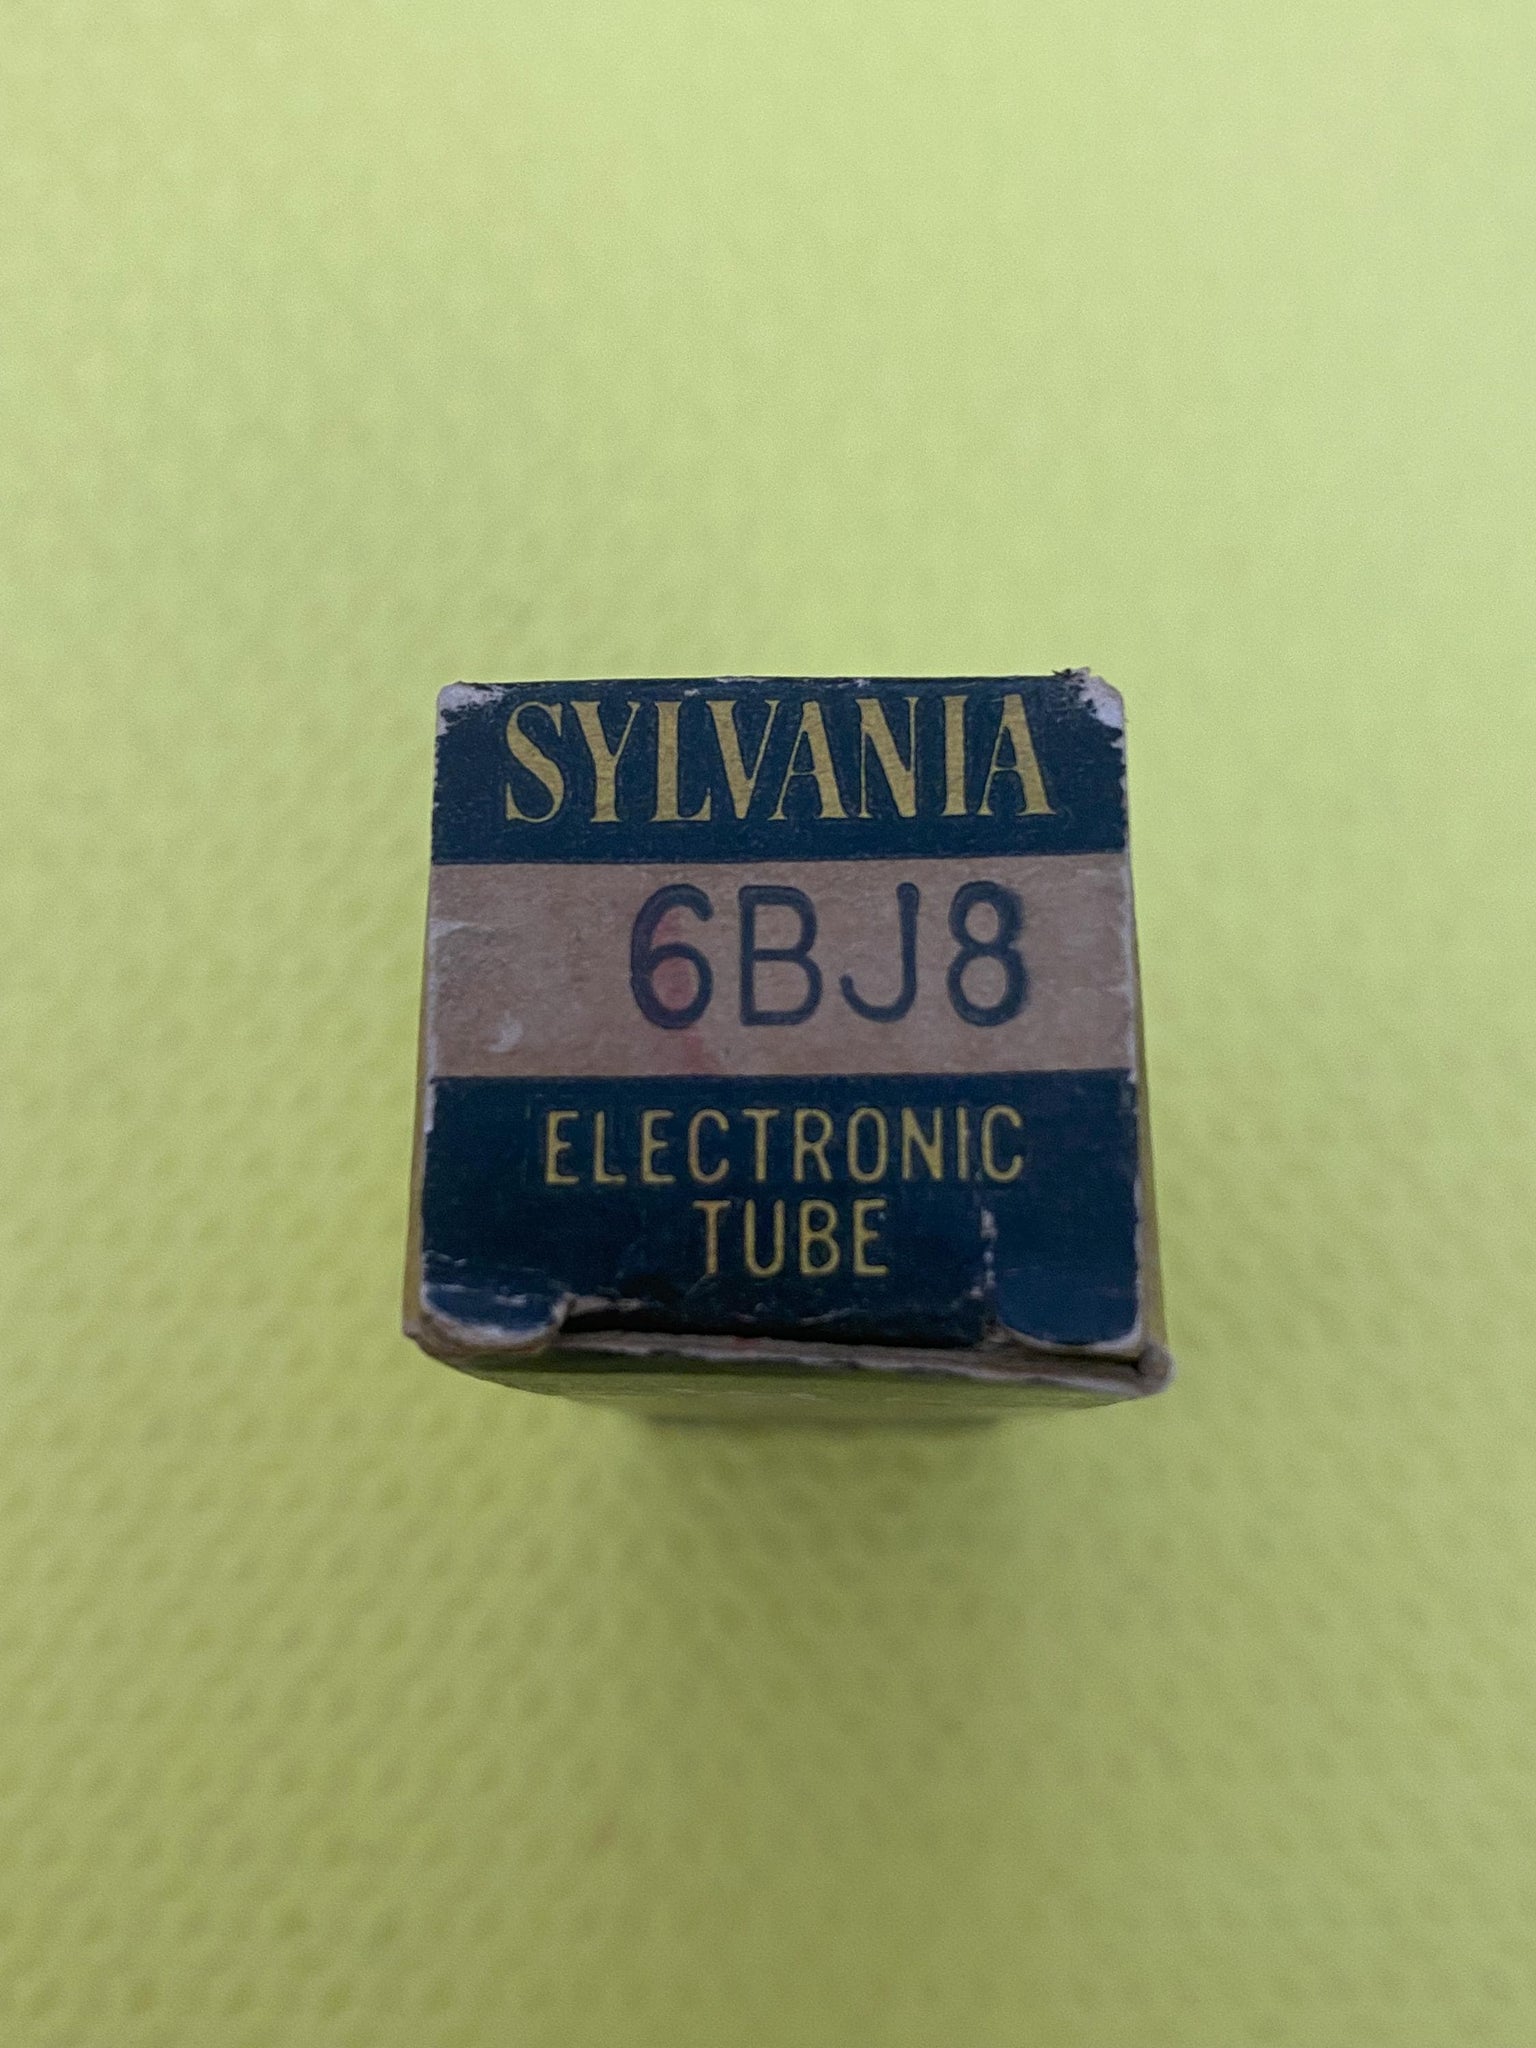 SYLVANIA
6BJ8
ELECTRONIC
TUBE